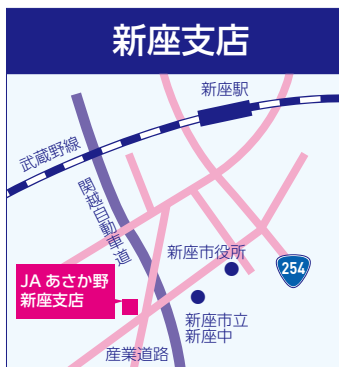 新座支店
新座駅
武蔵野線
関越自動車道
新座市役所
254
JA あさか野
新座支店
新座市立
新座中
産業道路